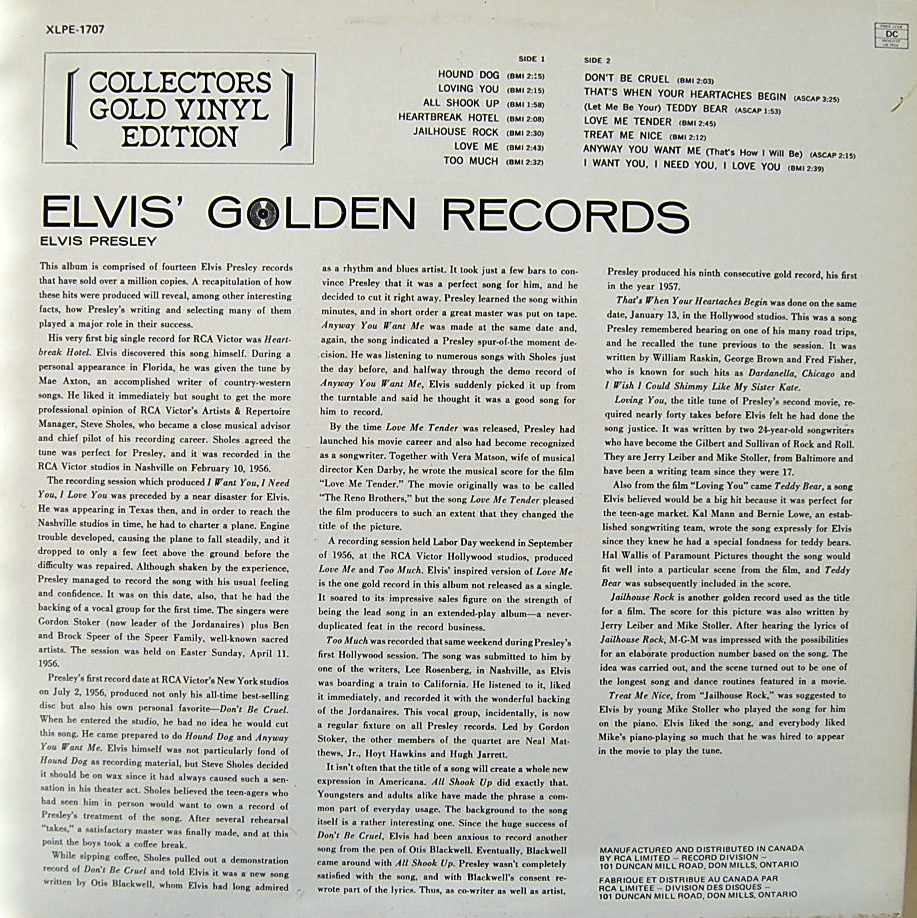 XLPE-1707
DC
COLLECTORS
GOLD VINYL
EDITION
SIDE 1
HOUND DOG (BMI 2:15)
LOVING YOU (BMI 2:15)
ALL SHOOK UP (BMI 1:58)
HEARTBREAK HOTEL (BMI 2:08)
JAILHOUSE ROCK (BMI 2:30)
LOVE ME (BMI 2:43)
TOO MUCH (BMI 2:32)
SIDE 2
DON'T BE CRUEL (BMI 2:03)
THAT'S WHEN YOUR HEARTACHES BEGIN (ASCAP 3:25)
(Let Me Be Your) TEDDY BEAR (ASCAP 1:53)
LOVE ME TENDER (BMI 2:45)
TREAT ME NICE (BMI 2:12)
ANYWAY YOU WANT ME (That's How I Will Be) (ASCAP 2:15)
I WANT YOU, I NEED YOU, I LOVE YOU (BMI 2:39)
ELVIS' GOLDEN RECORDS
ELVIS PRESLEY
This album is comprised of fourteen Elvis Presley records
that have sold over a million copies. A recapitulation of how
these hits were produced will reveal, among other interesting
facts, how Presley's writing and selecting many of them
played a major role in their success.
His very first big single record for RCA Victor was Heart-
break Hotel. Elvis discovered this song himself. During a
personal appearance in Florida, he was given the tune by
Mae Axton, an accomplished writer of country-western
songs. He liked it immediately but sought to get the more
professional opinion of RCA Victor's Artists & Repertoire
Manager, Steve Sholes, who became a close musical advisor
and chief pilot of his recording career. Sholes agreed the
tune was perfect for Presley, and it was recorded in the
RCA Victor studios in Nashville on February 10, 1956.
The recording session which produced I Want You, I Need
You, I Love You was preceded by a near disaster for Elvis.
He was appearing in Texas then, and in order to reach the
Nashville studios in time, he had to charter a plane. Engine
trouble developed, causing the plane to fall steadily, and it
dropped to only a few feet above the ground before the
difficulty was repaired. Although shaken by the experience,
Presley managed to record the song with his usual feeling
and confidence. It was on this date, also, that he had the
backing of a vocal group for the first time. The singers were
Gordon Stoker (now leader of the Jordanaires) plus Ben
and Brock Speer of the Speer Family, well-known sacred
artists. The session was held on Easter Sunday, April 11.
1956.
Presley's first record date at RCA Victor's New York studios
on July 2, 1956, produced not only his all-time best-selling
disc but also his own personal favorite—Don't Be Cruel.
When he entered the studio, he had no idea he would cut
this song. He came prepared to do Hound Dog and Anyway
You Want Me. Elvis himself was not particularly fond of
Hound Dog as recording material, but Steve Sholes decided
it should be on wax since it had always caused such a sen-
sation in his theater act. Sholes believed the teen-agers who
had seen him in person would want to own a record of
Presley's treatment of the song. After several rehearsal
"takes," a satisfactory master was finally made, and at this
point the boys took a coffee break.
While sipping coffee, Sholes pulled out a demonstration
record of Don't Be Cruel and told Elvis it was a new song
written by Otis Blackwell, whom Elvis had long admired
as a rhythm and blues artist. It took just a few bars to con-
vince Presley that it was a perfect song for him, and he
decided to cut it right away. Presley learned the song within
minutes, and in short order a great master was put on tape.
Anyway You Want Me was made at the same date and,
again, the song indicated a Presley spur-of-the moment de-
cision. He was listening to numerous songs with Sholes just
the day before, and halfway through the demo record of
Anyway You Want Me, Elvis suddenly picked it up from
the turntable and said he thought it was a good song for
him to record.
By the time Love Me Tender was released, Presley had
launched his movie career and also had become recognized
as a songwriter. Together with Vera Matson, wife of musical
director Ken Darby, he wrote the musical score for the film
"Love Me Tender." The movie originally was to be called
"The Reno Brothers," but the song Love Me Tender pleased
the film producers to such an extent that they changed the
title of the picture.
A recording session held Labor Day weekend in September
of 1956, at the RCA Victor Hollywood studios, produced
Love Me and Too Much. Elvis' inspired version of Love Me
is the one gold record in this album not released as a single.
It soared to its impressive sales figure on the strength of
being the lead song in an extended-play album—a never-
duplicated feat in the record business.
Too Much was recorded that same weekend during Presley's
first Hollywood session. The song was submitted to him by
one of the writers, Lee Rosenberg, in Nashville, as Elvis
was boarding a train to California. He listened to it, liked
it immediately, and recorded it with the wonderful backing
of the Jordanaires. This vocal group, incidentally, is now
a regular fixture on all Presley records. Led by Gordon
Stoker, the other members of the quartet are Neal Mat-
thews, Jr., Hoyt Hawkins and Hugh Jarrett.
It isn't often that the title of a song will create a whole new
expression in Americana. All Shook Up did exactly that.
Youngsters and adults alike have made the phrase a com-
mon part of everyday usage. The background to the song
itself is a rather interesting one. Since the huge success of
Don't Be Cruel, Elvis had been anxious to record another
song from the pen of Otis Blackwell. Eventually, Blackwell
came around with All Shook Up. Presley wasn't completely
satisfied with the song, and with Blackwell's consent re-
wrote part of the lyrics. Thus, as co-writer as well as artist,
Presley produced his ninth consecutive gold record, his first
in the year 1957.
That's When Your Heartaches Begin was done on the same
date, January 13, in the Hollywood studios. This was a song
Presley remembered hearing on one of his many road trips,
and he recalled the tune previous to the session. It was
written by William Raskin, George Brown and Fred Fisher,
who is known for such hits as Dardanella, Chicago and
I Wish I Could Shimmy Like My Sister Kate.
Loving You, the title tune of Presley's second movie, re-
quired nearly forty takes before Elvis felt he had done the
song justice. It was written by two 24-year-old songwriters
who have become the Gilbert and Sullivan of Rock and Roll.
They are Jerry Leiber and Mike Stoller, from Baltimore and
have been a writing team since they were 17.
Also from the film "Loving You" came Teddy Bear, a song
Elvis believed would be a big hit because it was perfect for
the teen-age market. Kal Mann and Bernie Lowe, an estab-
lished songwriting team, wrote the song expressly for Elvis
since they knew he had a special fondness for teddy bears.
Hal Wallis of Paramount Pictures thought the song would
fit well into a particular scene from the film, and Teddy
Bear was subsequently included in the score.
Jailhouse Rock is another golden record used as the title
for a film. The score for this picture was also written by
Jerry Leiber and Mike Stoller. After hearing the lyrics of
Jailhouse Rock, M-G-M was impressed with the possibilities
for an elaborate production number based on the song. The
idea was carried out, and the scene turned out to be one of
the longest song and dance routines featured in a movie.
Treat Me Nice, from "Jailhouse Rock," was suggested to
Elvis by young Mike Stoller who played the song for him
on the piano. Elvis liked the song, and everybody liked
Mike's piano-playing so much that he was hired to appear
in the movie to play the tune.
MANUFACTURED AND DISTRIBUTED IN CANADA
BY RCA LIMITED – RECORD DIVISION –
101 DUNCAN MILL ROAD, DON MILLS, ONTARIO
FABRIQUE ET DISTRIBUE AU CANADA PAR
RCA LIMITEE – DIVISION DES DISQUES –
101 DUNCAN MILL ROAD, DON MILLS, ONTARIO